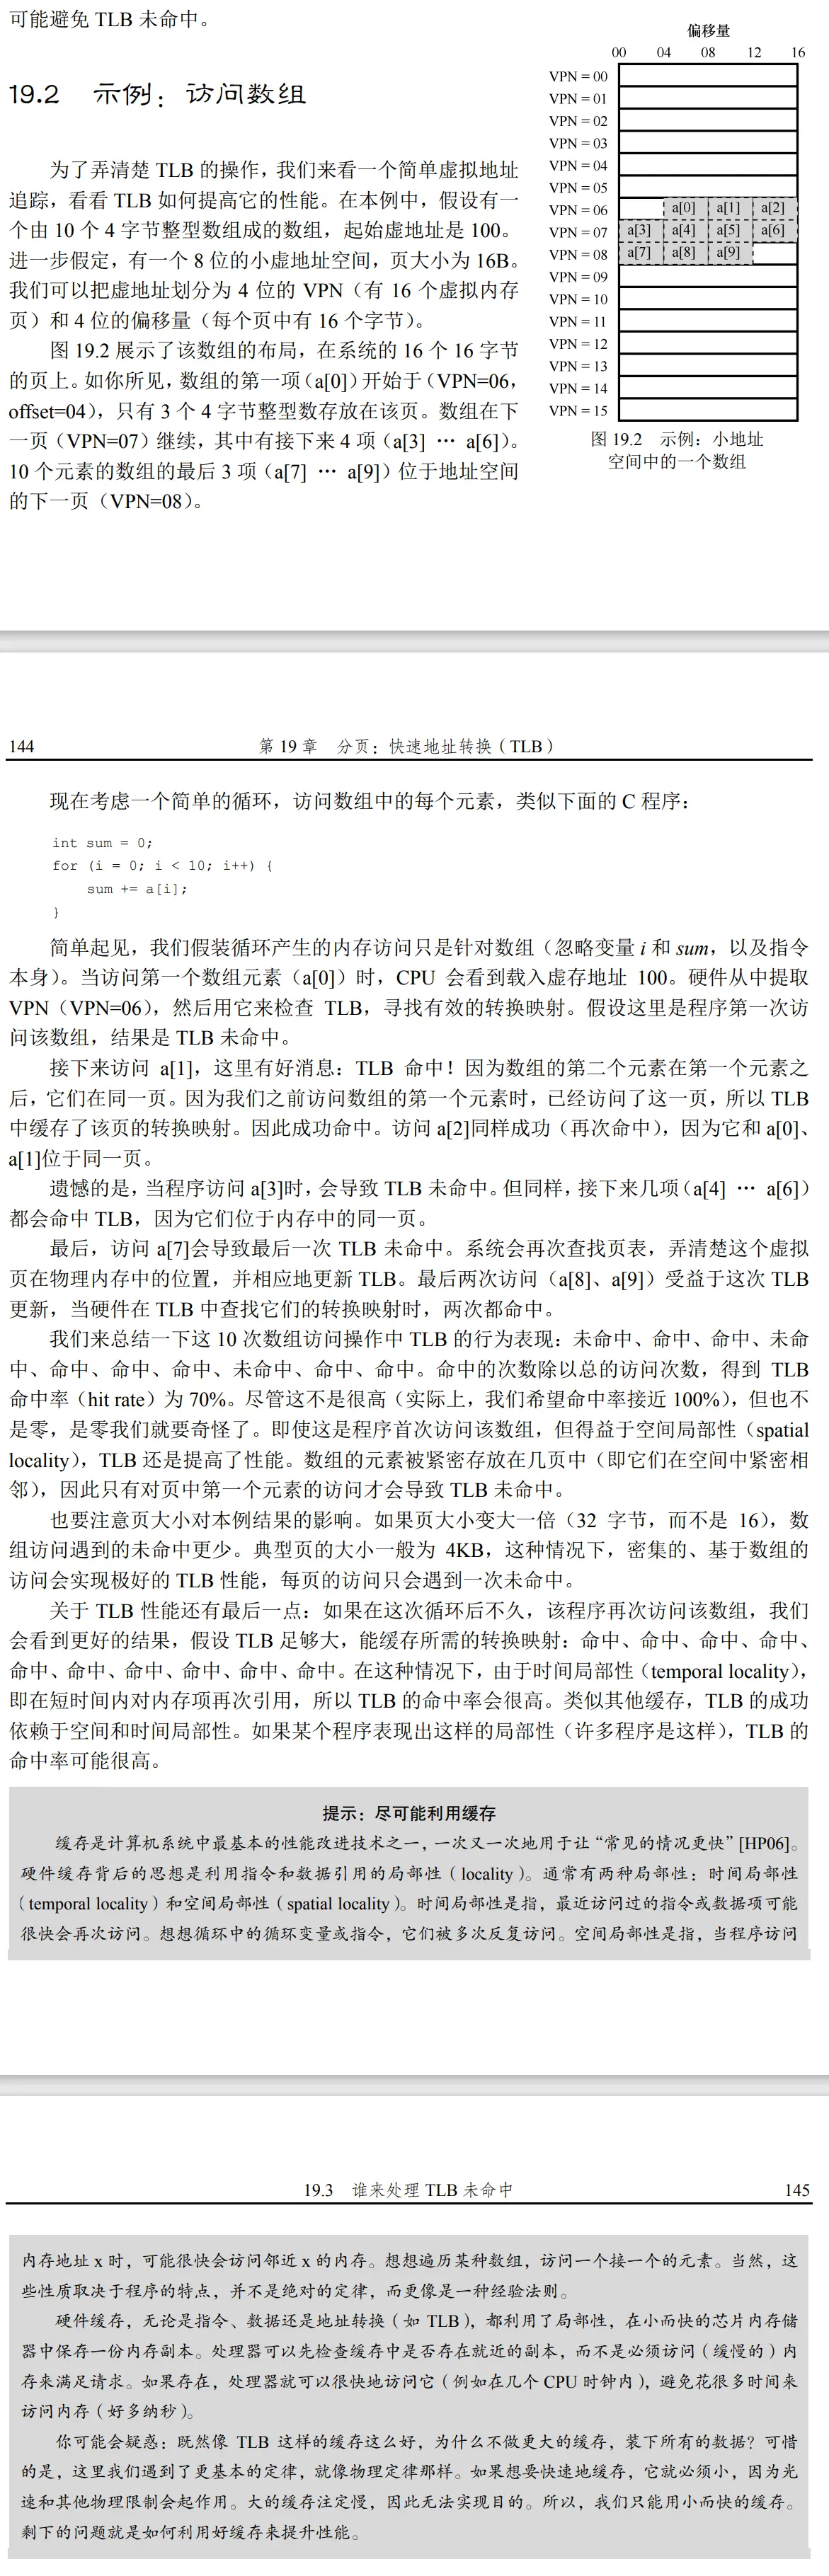 可能避免 TLB 未命中。
19.2 示例：访问数组
为了弄清楚 TLB 的操作，我们来看一个简单虚拟地址
追踪，看看 TLB 如何提高它的性能。在本例中，假设有一
个由 10 个 4 字节整型数组成的数组，起始虚地址是 100。
进一步假定，有一个 8 位的小虚地址空间，页大小为 16B。
我们可以把虚地址划分为 4 位的 VPN（有 16 个虚拟内存
页）和 4 位的偏移量（每个页中有 16 个字节）。
图 19.2 展示了该数组的布局，在系统的 16 个 16 字节
的页上。如你所见，数组的第一项（a[0]）开始于（VPN=06，
offset=04），只有 3 个 4 字节整型数存放在该页。数组在下
一页（VPN=07）继续，其中有接下来 4 项（a[3] … a[6]）。
10 个元素的数组的最后 3 项（a[7] … a[9]）位于地址空间
的下一页（VPN=08）。
偏移量
00 04 08 12 16
VPN = 00
VPN = 01
VPN = 02
VPN = 03
VPN = 04
VPN = 05
VPN = 06 a[0] a[1] a[2]
VPN = 07 a[3] a[4] a[5] a[6]
VPN = 08 a[7] a[8] a[9]
VPN = 09
VPN = 10
VPN = 11
VPN = 12
VPN = 13
VPN = 14
VPN = 15
图 19.2 示例：小地址
空间中的一个数组
144 第 19 章 分页：快速地址转换（TLB）
现在考虑一个简单的循环，访问数组中的每个元素，类似下面的 C 程序：
int sum = 0;
for (i = 0; i < 10; i++) {
sum += a[i];
}
简单起见，我们假装循环产生的内存访问只是针对数组（忽略变量 i 和 sum，以及指令
本身）。当访问第一个数组元素（a[0]）时，CPU 会看到载入虚存地址 100。硬件从中提取
VPN（VPN=06），然后用它来检查 TLB，寻找有效的转换映射。假设这里是程序第一次访
问该数组，结果是 TLB 未命中。
接下来访问 a[1]，这里有好消息：TLB 命中！因为数组的第二个元素在第一个元素之
后，它们在同一页。因为我们之前访问数组的第一个元素时，已经访问了这一页，所以 TLB
中缓存了该页的转换映射。因此成功命中。访问 a[2]同样成功（再次命中），因为它和 a[0]、
a[1]位于同一页。
遗憾的是，当程序访问 a[3]时，会导致 TLB 未命中。但同样，接下来几项（a[4] … a[6]）
都会命中 TLB，因为它们位于内存中的同一页。
最后，访问 a[7]会导致最后一次 TLB 未命中。系统会再次查找页表，弄清楚这个虚拟
页在物理内存中的位置，并相应地更新 TLB。最后两次访问（a[8]、a[9]）受益于这次 TLB
更新，当硬件在 TLB 中查找它们的转换映射时，两次都命中。
我们来总结一下这 10 次数组访问操作中 TLB 的行为表现：未命中、命中、命中、未命
中、命中、命中、命中、未命中、命中、命中。命中的次数除以总的访问次数，得到 TLB
命中率（hit rate）为 70%。尽管这不是很高（实际上，我们希望命中率接近 100%），但也不
是零，是零我们就要奇怪了。即使这是程序首次访问该数组，但得益于空间局部性（spatial
locality），TLB 还是提高了性能。数组的元素被紧密存放在几页中（即它们在空间中紧密相
邻），因此只有对页中第一个元素的访问才会导致 TLB 未命中。
也要注意页大小对本例结果的影响。如果页大小变大一倍（32 字节，而不是 16），数
组访问遇到的未命中更少。典型页的大小一般为 4KB，这种情况下，密集的、基于数组的
访问会实现极好的 TLB 性能，每页的访问只会遇到一次未命中。
关于 TLB 性能还有最后一点：如果在这次循环后不久，该程序再次访问该数组，我们
会看到更好的结果，假设 TLB 足够大，能缓存所需的转换映射：命中、命中、命中、命中、
命中、命中、命中、命中、命中、命中。在这种情况下，由于时间局部性（temporal locality），
即在短时间内对内存项再次引用，所以 TLB 的命中率会很高。类似其他缓存，TLB 的成功
依赖于空间和时间局部性。如果某个程序表现出这样的局部性（许多程序是这样），TLB 的
命中率可能很高。
提示：尽可能利用缓存
缓存是计算机系统中最基本的性能改进技术之一，一次又一次地用于让“常见的情况更快”[HP06]。
硬件缓存背后的思想是利用指令和数据引用的局部性（locality）。通常有两种局部性：时间局部性
（temporal locality）和空间局部性（spatial locality）。时间局部性是指，最近访问过的指令或数据项可能
很快会再次访问。想想循环中的循环变量或指令，它们被多次反复访问。空间局部性是指，当程序访问
19.3 谁来处理 TLB 未命中 145
内存地址 x 时，可能很快会访问邻近 x 的内存。想想遍历某种数组，访问一个接一个的元素。当然，这
些性质取决于程序的特点，并不是绝对的定律，而更像是一种经验法则。
硬件缓存，无论是指令、数据还是地址转换（如 TLB），都利用了局部性，在小而快的芯片内存储
器中保存一份内存副本。处理器可以先检查缓存中是否存在就近的副本，而不是必须访问（缓慢的）内
存来满足请求。如果存在，处理器就可以很快地访问它（例如在几个 CPU 时钟内），避免花很多时间来
访问内存（好多纳秒）。
你可能会疑惑：既然像 TLB 这样的缓存这么好，为什么不做更大的缓存，装下所有的数据？可惜
的是，这里我们遇到了更基本的定律，就像物理定律那样。如果想要快速地缓存，它就必须小，因为光
速和其他物理限制会起作用。大的缓存注定慢，因此无法实现目的。所以，我们只能用小而快的缓存。
剩下的问题就是如何利用好缓存来提升性能。